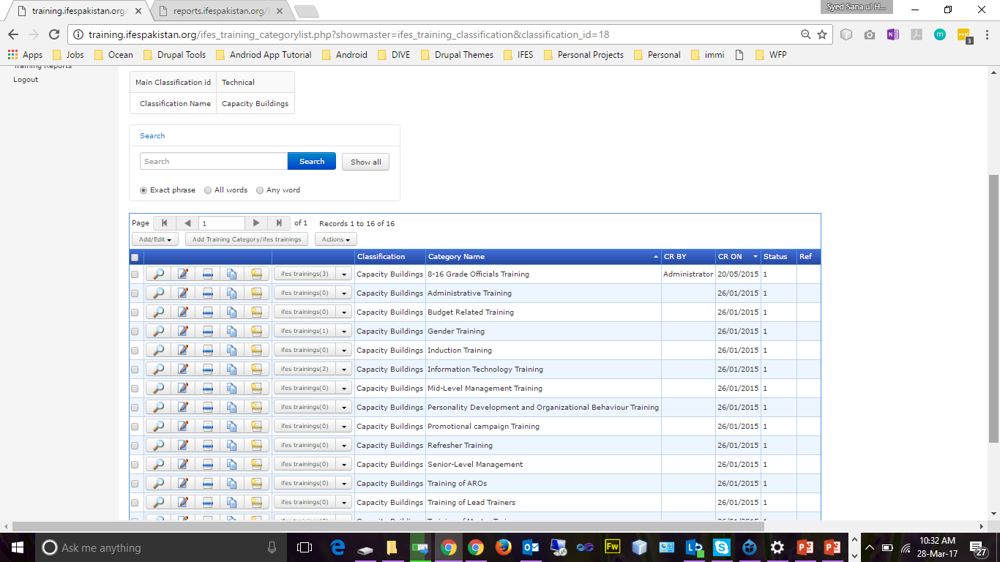 training.ifespakistan.org/
reports.ifespakistan.org/
Syed Sana ul H...
training.ifespakistan.org/ifes_training_categorylist.php?showmaster=ifes_training_classification&classification_id=18
3
Apps Jobs Ocean Drupal Tools Andriod App Tutorial Android DIVE Drupal Themes IFES Personal Projects Personal immi WFP
Training Reports
Logout
Main Classification id Technical
Classification Name Capacity Buildings
Search
Search Search Show all
Exact phrase All words Any word
Page 1 of 1 Records 1 to 16 of 16
Add/Edit Add Training Category/ifes trainings Actions
Classification Category Name CR BY CR ON Status Ref
ifes trainings(3) Capacity Buildings 8-16 Grade Officials Training Administrator 20/05/2015 1
ifes trainings(0) Capacity Buildings Administrative Training 26/01/2015 1
ifes trainings(0) Capacity Buildings Budget Related Training 26/01/2015 1
ifes trainings(1) Capacity Buildings Gender Training 26/01/2015 1
ifes trainings(0) Capacity Buildings Induction Training 26/01/2015 1
ifes trainings(2) Capacity Buildings Information Technology Training 26/01/2015 1
ifes trainings(0) Capacity Buildings Mid-Level Management Training 26/01/2015 1
ifes trainings(0) Capacity Buildings Personality Development and Organizational Behaviour Training 26/01/2015 1
ifes trainings(0) Capacity Buildings Promotional campaign Training 26/01/2015 1
ifes trainings(0) Capacity Buildings Refresher Training 26/01/2015 1
ifes trainings(0) Capacity Buildings Senior-Level Management 26/01/2015 1
ifes trainings(0) Capacity Buildings Training of AROs 26/01/2015 1
ifes trainings(0) Capacity Buildings Training of Lead Trainers 26/01/2015 1
Ask me anything
Fw
10:32 AM
28-Mar-17
27